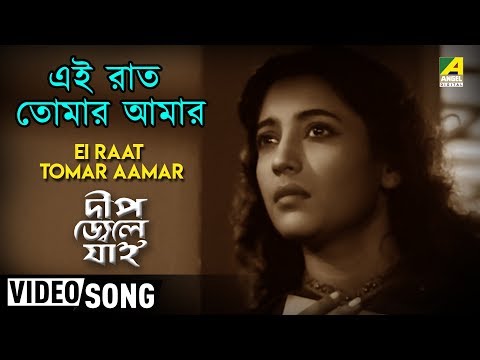 এই রাত
তোমার আমার
EI RAAT
TOMAR AAMAR
দীপ
জ্বেলে
যাই
VIDEO SONG
A
ANGEL
DIGITAL